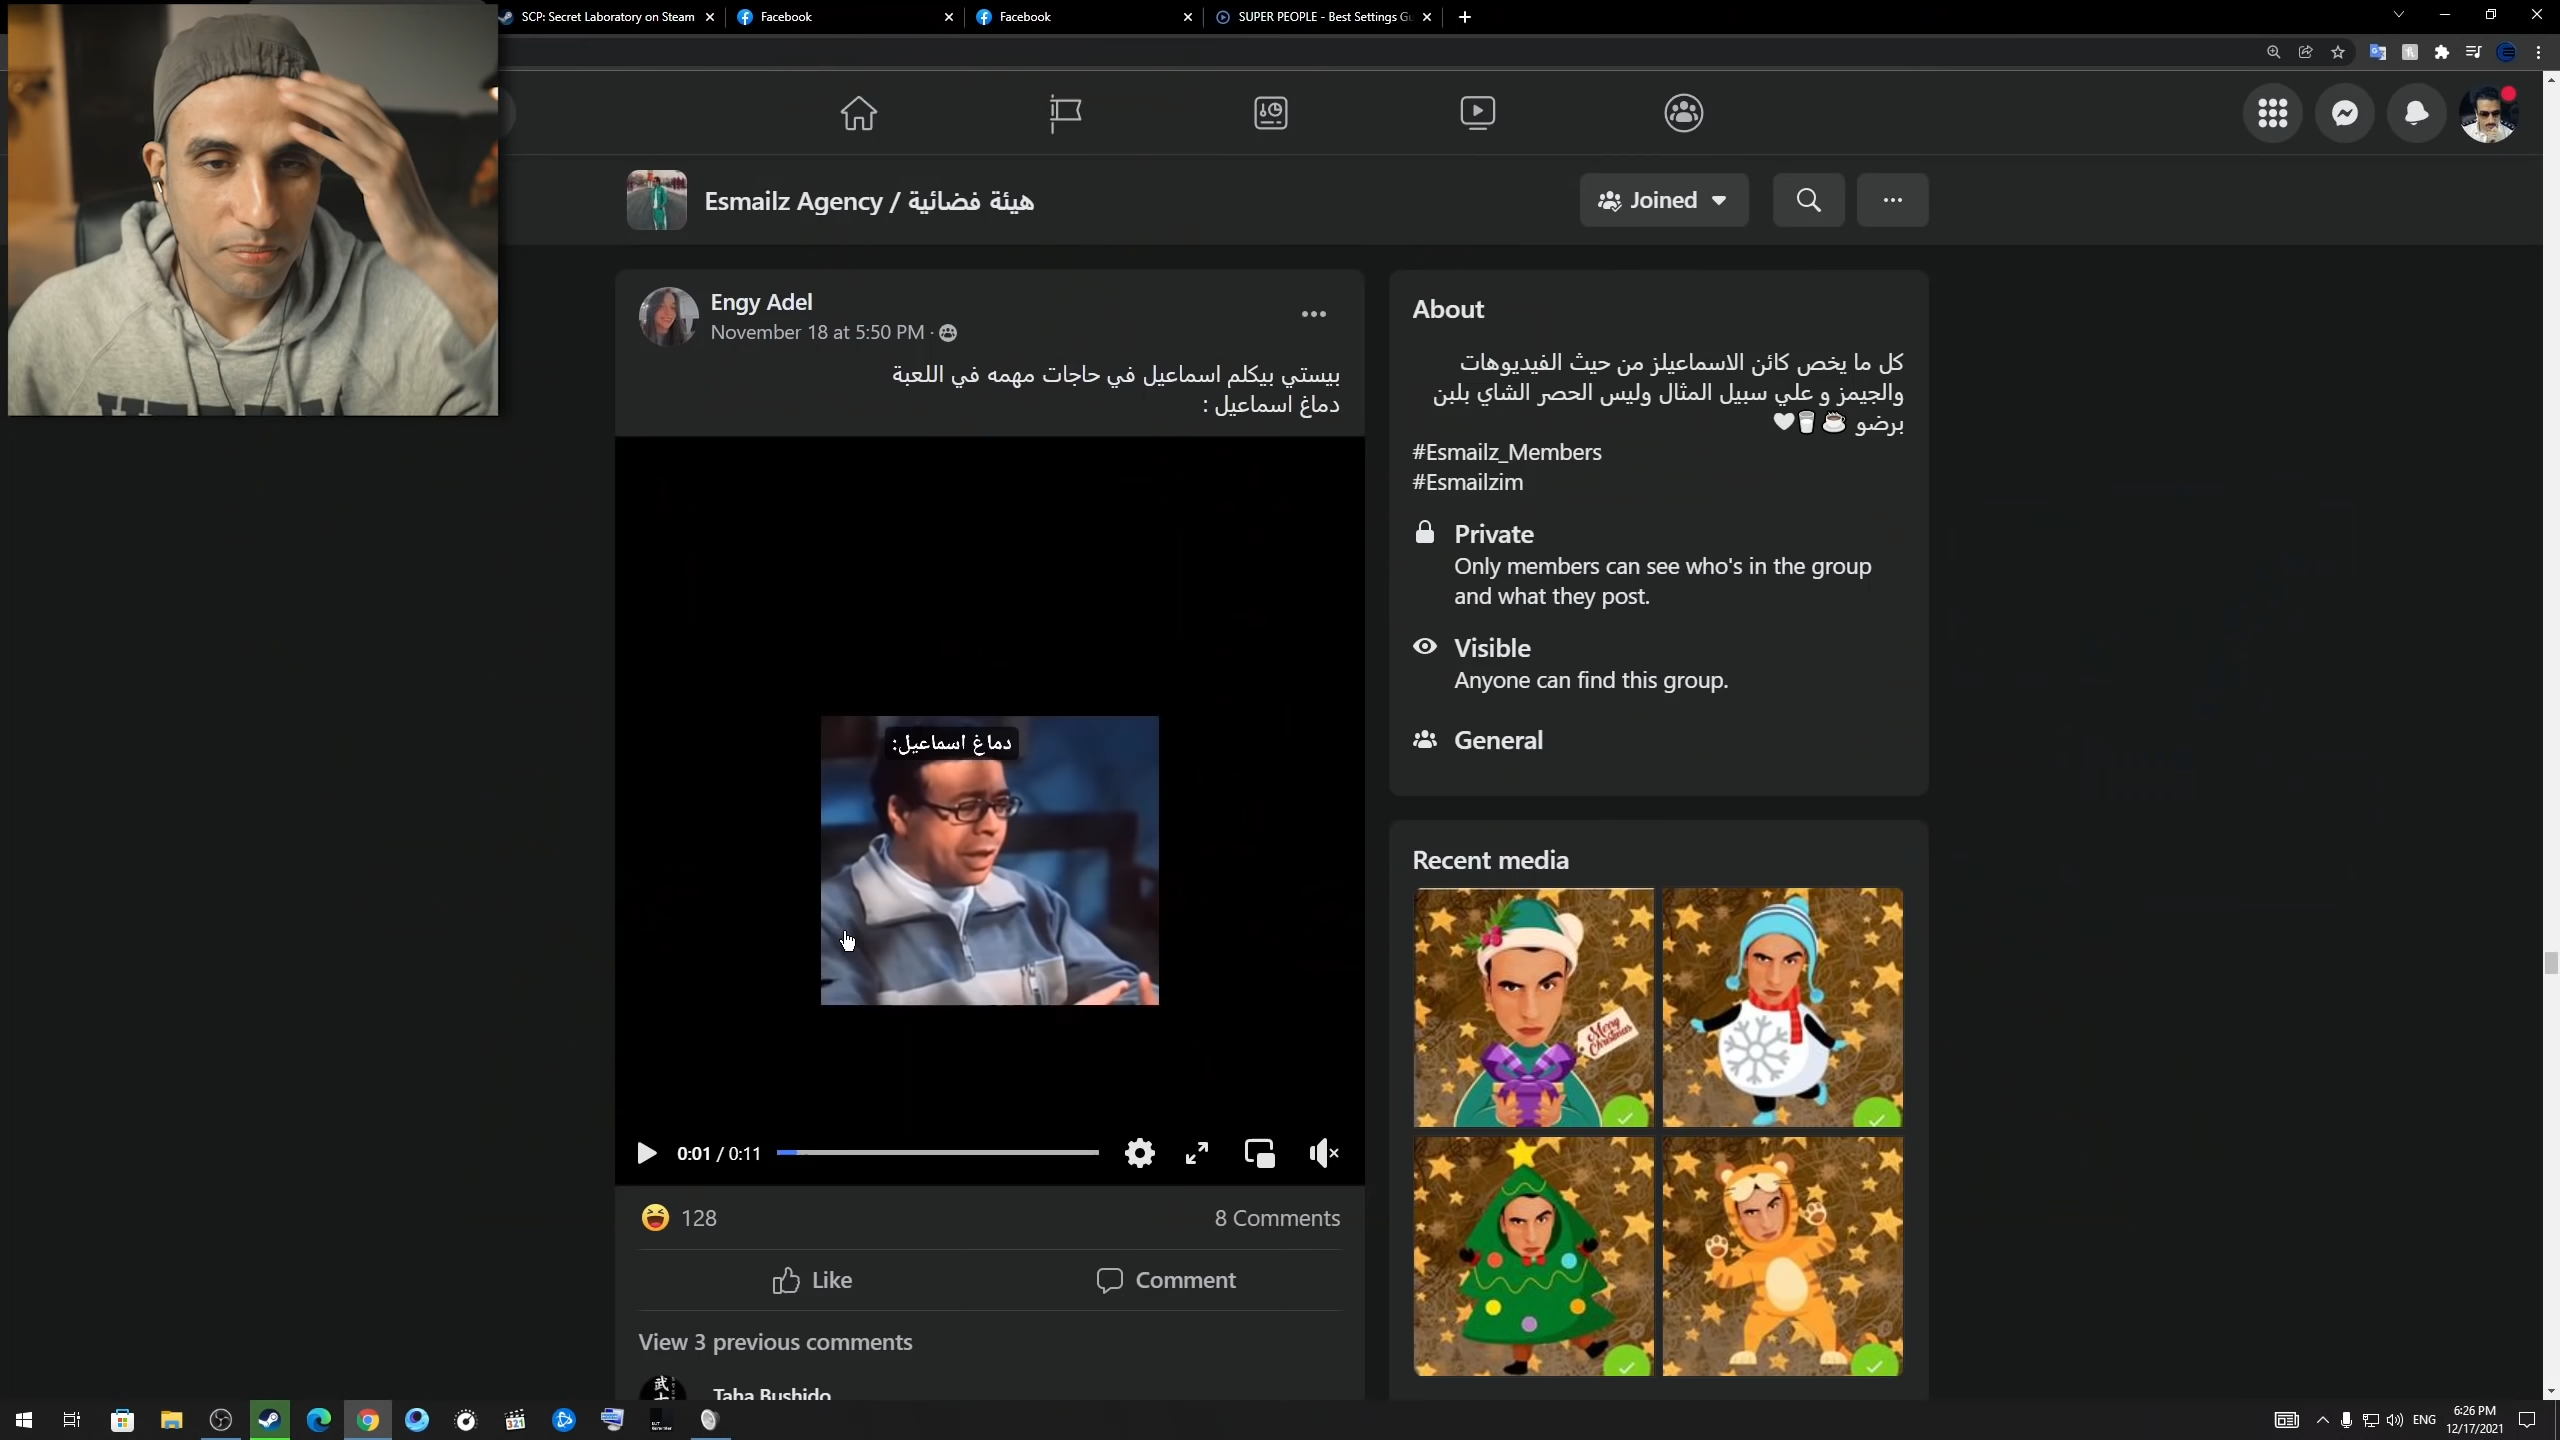 SCP: Secret Laboratory on Steam
Facebook
Facebook
SUPER PEOPLE - Best Settings Gu
Esmailz Agency / هيئة فضائية
Joined
Engy Adel
November 18 at 5:50 PM ·
بيستي بيكلم اسماعيل في حاجات مهمه في اللعبة
دماغ اسماعيل :
دماغ اسماعيل:
0:01 / 0:11
128
8 Comments
Like
Comment
View 3 previous comments
Taha Bushido
About
كل ما يخص كائن الاسماعيلز من حيث الفيديوهات
والجيمز و علي سبيل المثال وليس الحصر الشاي بلبن
برضو ☕🥛🤍
#Esmailz_Members
#Esmailzim
Private
Only members can see who's in the group
and what they post.
Visible
Anyone can find this group.
General
Recent media
Merry
Christmas
321
ENG
6:26 PM
12/17/2021